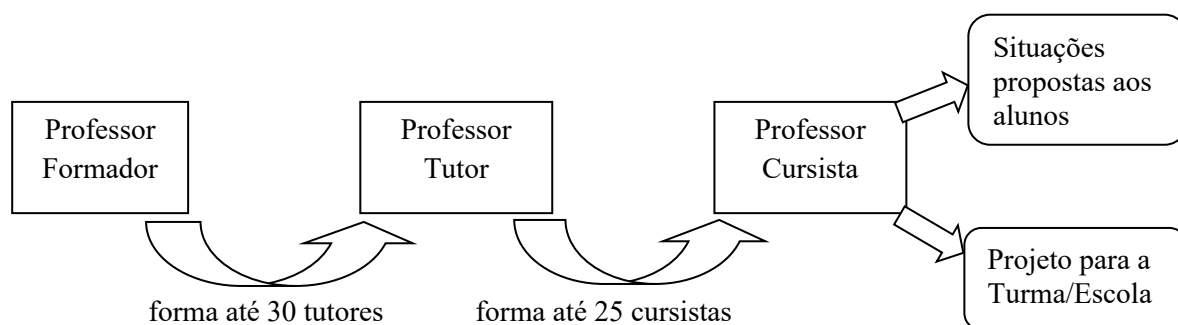 Professor
Formador
Professor
Tutor
Professor
Cursista
Situações
propostas aos
alunos
Projeto para a
Turma/Escola
forma até 30 tutores
forma até 25 cursistas